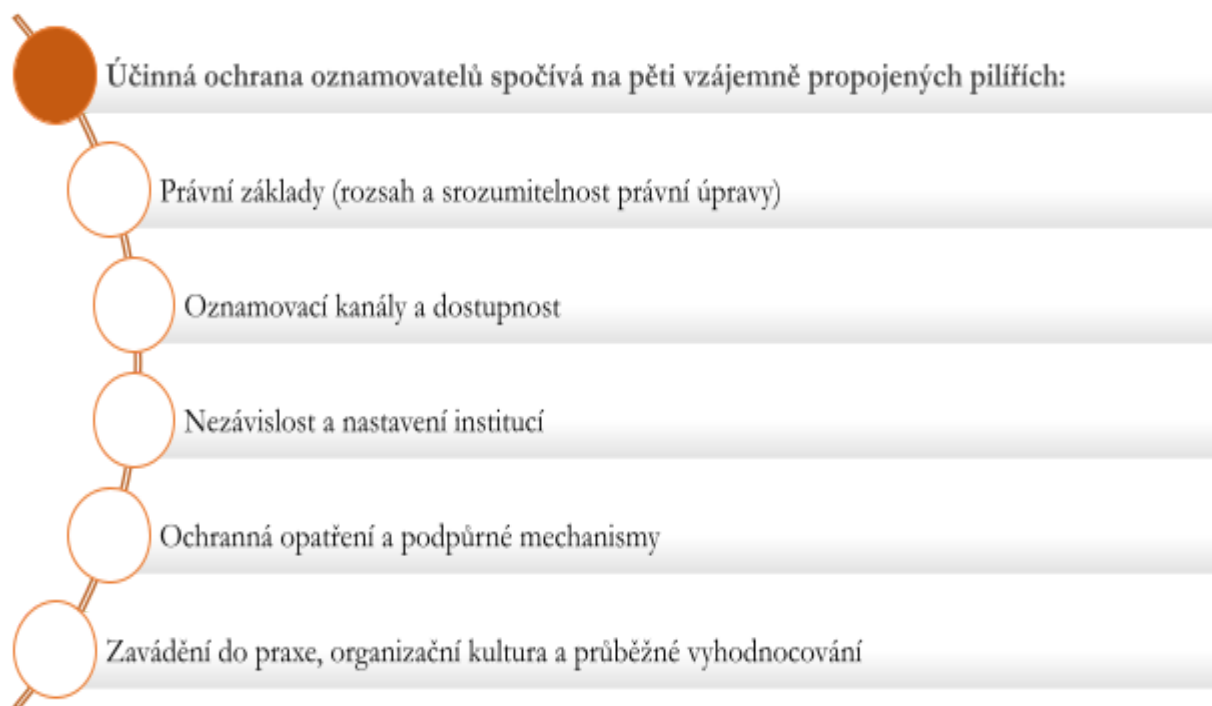 Účinná ochrana oznamovatelů spočívá na pěti vzájemně propojených pilířích:
Právní základy (rozsah a srozumitelnost právní úpravy)
Oznamovací kanály a dostupnost
Nezávislost a nastavení institucí
Ochranná opatření a podpůrné mechanismy
Zavádění do praxe, organizační kultura a průběžné vyhodnocování